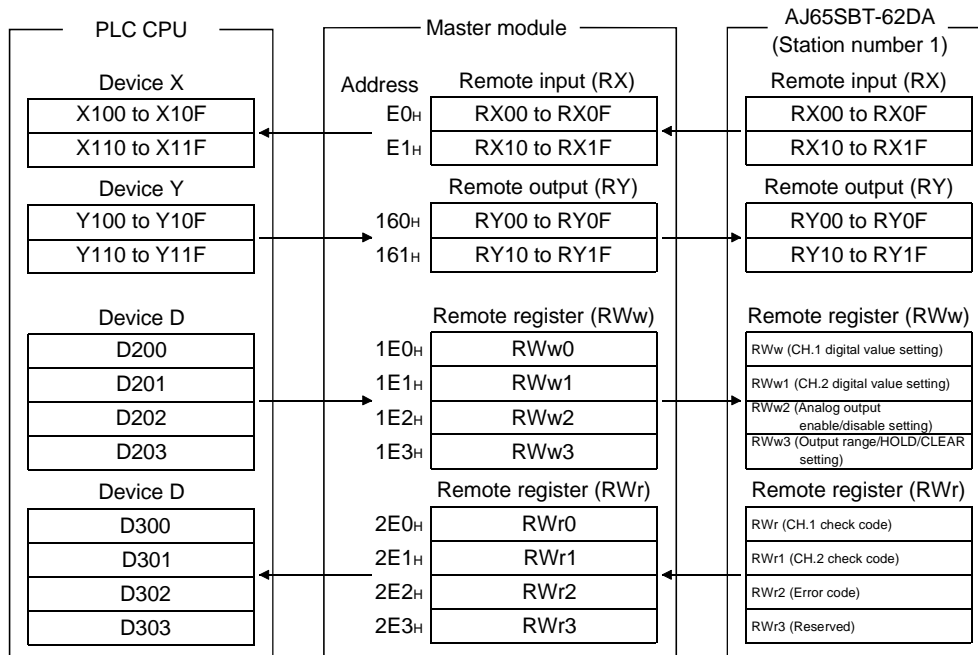 PLC CPU
Master module
AJ65SBT-62DA
(Station number 1)
Device X
Address
Remote input (RX)
Remote input (RX)
X100 to X10F
E0H
RX00 to RX0F
RX00 to RX0F
X110 to X11F
E1H
RX10 to RX1F
RX10 to RX1F
Device Y
Remote output (RY)
Remote output (RY)
Y100 to Y10F
160H
RY00 to RY0F
RY00 to RY0F
Y110 to Y11F
161H
RY10 to RY1F
RY10 to RY1F
Device D
Remote register (RWw)
Remote register (RWw)
D200
1E0H
RWw0
RWw (CH.1 digital value setting)
D201
1E1H
RWw1
RWw1 (CH.2 digital value setting)
D202
1E2H
RWw2
RWw2 (Analog output
enable/disable setting)
D203
1E3H
RWw3
RWw3 (Output range/HOLD/CLEAR
setting)
Device D
Remote register (RWr)
Remote register (RWr)
D300
2E0H
RWr0
RWr (CH.1 check code)
D301
2E1H
RWr1
RWr1 (CH.2 check code)
D302
2E2H
RWr2
RWr2 (Error code)
D303
2E3H
RWr3
RWr3 (Reserved)